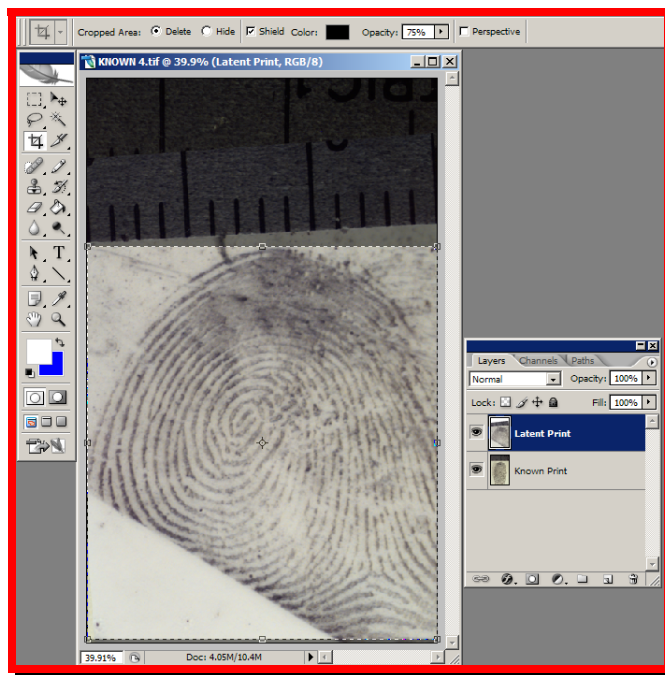 Cropped Area: Delete Hide Shield Color: Opacity: 75% Perspective
KNOWN 4.tif @ 39.9% (Latent Print, RGB/8)
T
Layers Channels Paths
Normal Opacity: 100%
Lock: Fill: 100%
Latent Print
Known Print
39.91% Doc: 4.05M/10.4M